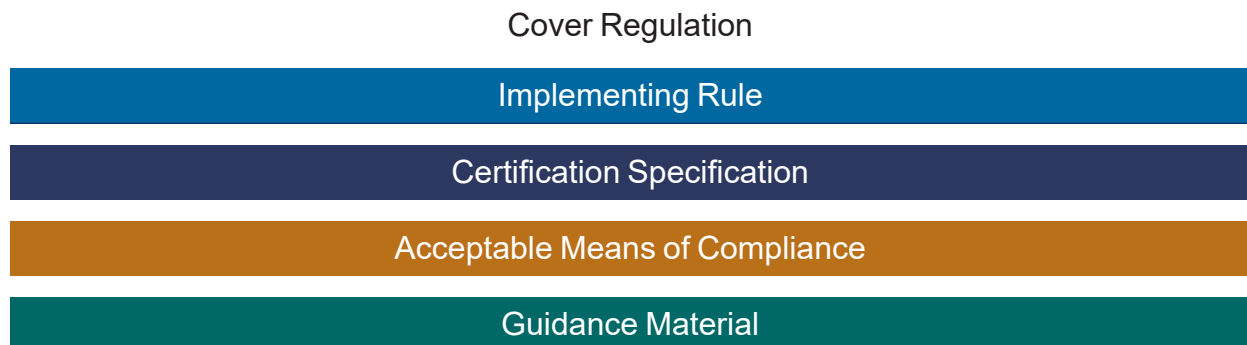 Cover Regulation
Implementing Rule
Certification Specification
Acceptable Means of Compliance
Guidance Material